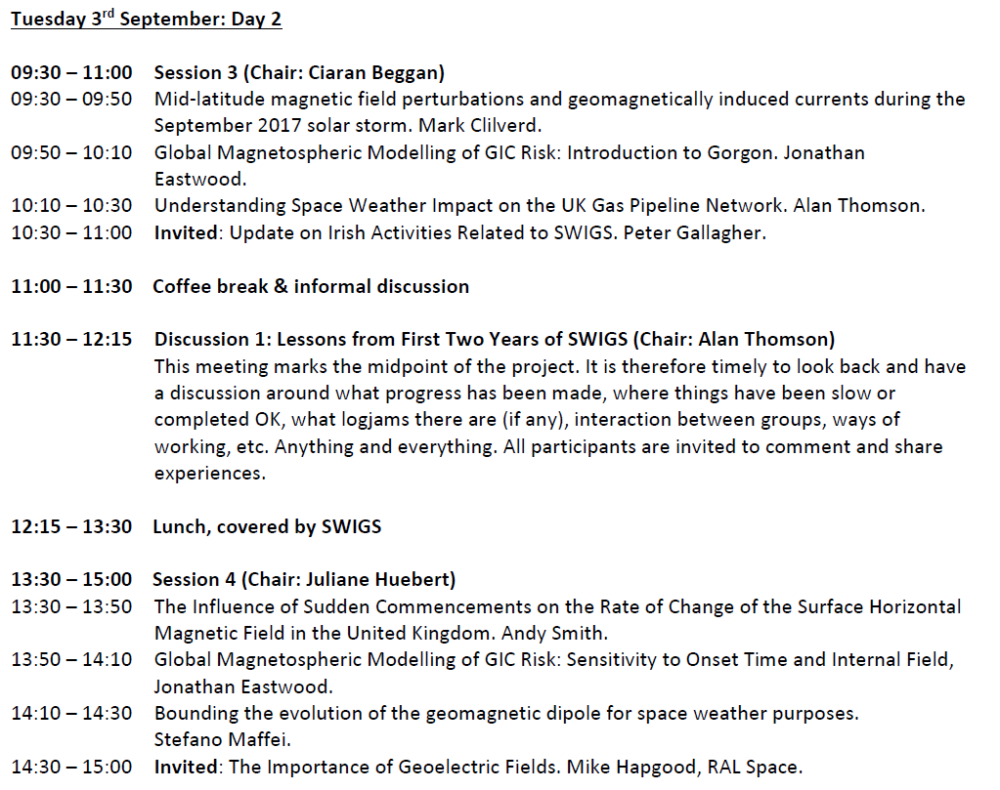 Tuesday 3rd September: Day 2
09:30 – 11:00 Session 3 (Chair: Ciaran Beggan)
09:30 – 09:50 Mid-latitude magnetic field perturbations and geomagnetically induced currents during the
September 2017 solar storm. Mark Clilverd.
09:50 – 10:10 Global Magnetospheric Modelling of GIC Risk: Introduction to Gorgon. Jonathan
Eastwood.
10:10 – 10:30 Understanding Space Weather Impact on the UK Gas Pipeline Network. Alan Thomson.
10:30 – 11:00 Invited: Update on Irish Activities Related to SWIGS. Peter Gallagher.
11:00 – 11:30 Coffee break & informal discussion
11:30 – 12:15 Discussion 1: Lessons from First Two Years of SWIGS (Chair: Alan Thomson)
This meeting marks the midpoint of the project. It is therefore timely to look back and have
a discussion around what progress has been made, where things have been slow or
completed OK, what logjams there are (if any), interaction between groups, ways of
working, etc. Anything and everything. All participants are invited to comment and share
experiences.
12:15 – 13:30 Lunch, covered by SWIGS
13:30 – 15:00 Session 4 (Chair: Juliane Huebert)
13:30 – 13:50 The Influence of Sudden Commencements on the Rate of Change of the Surface Horizontal
Magnetic Field in the United Kingdom. Andy Smith.
13:50 – 14:10 Global Magnetospheric Modelling of GIC Risk: Sensitivity to Onset Time and Internal Field,
Jonathan Eastwood.
14:10 – 14:30 Bounding the evolution of the geomagnetic dipole for space weather purposes.
Stefano Maffei.
14:30 – 15:00 Invited: The Importance of Geoelectric Fields. Mike Hapgood, RAL Space.